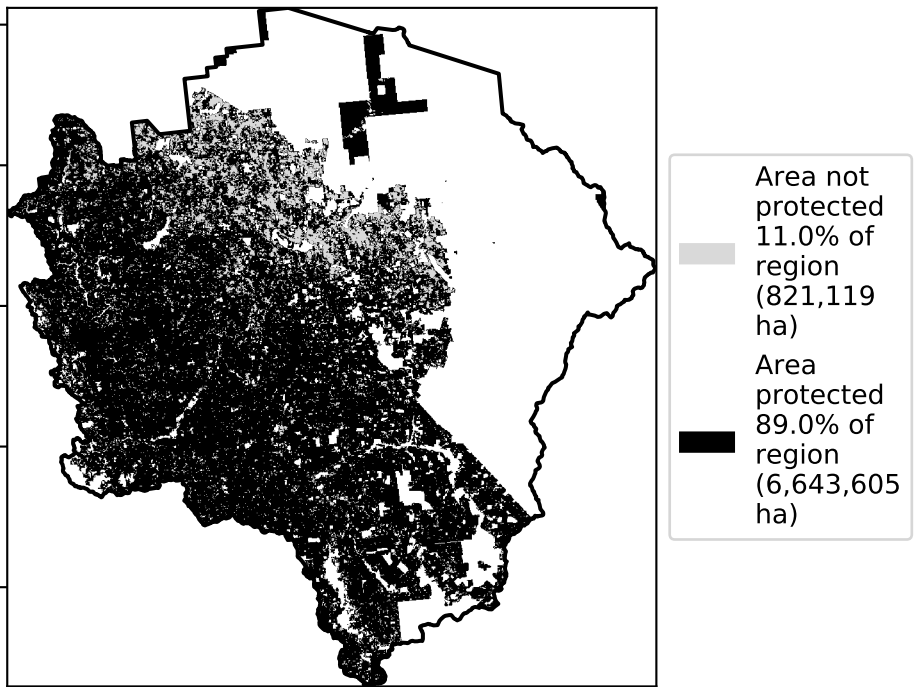 Area not
protected
11.0% of
region
(821,119
ha)
Area
protected
89.0% of
region
(6,643,605
ha)